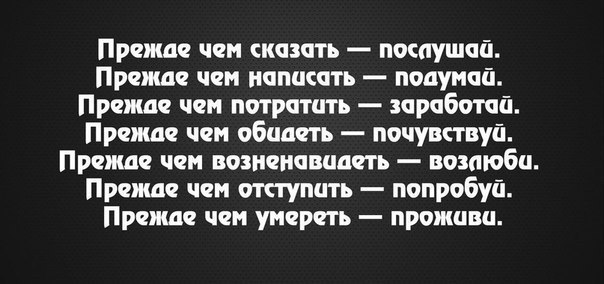 Прежде чем сказать — послушай.
Прежде чем написать — подумай.
Прежде чем потратить — заработай.
Прежде чем обидеть — почувствуй.
Прежде чем возненавидеть — возлюби.
Прежде чем отступить — попробуй.
Прежде чем умереть — проживи.